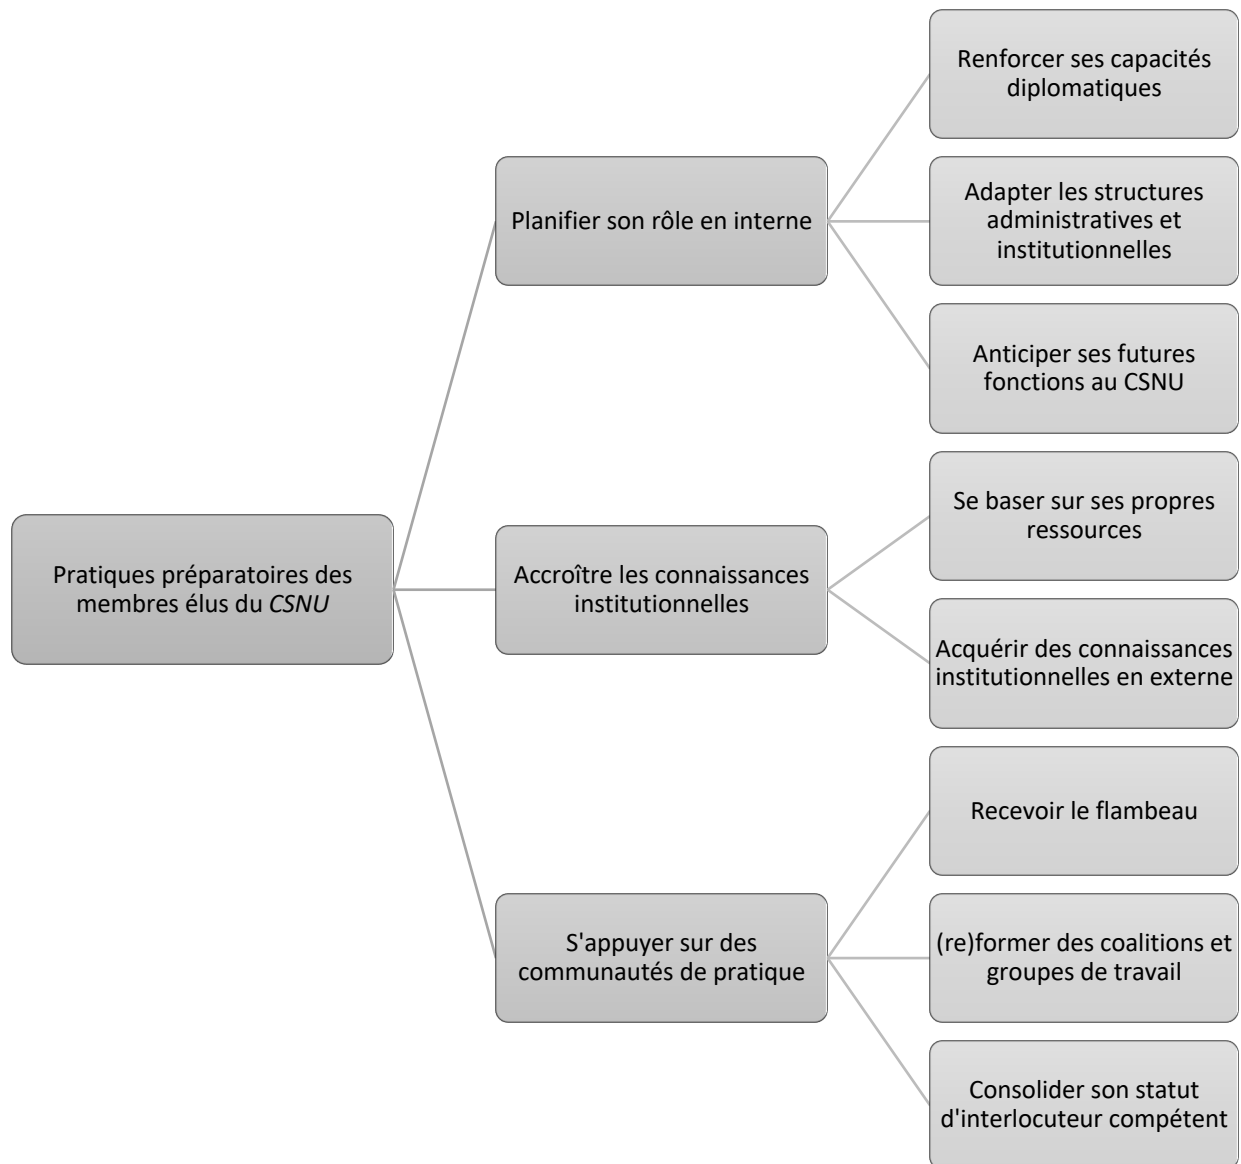 Pratiques préparatoires des
membres élus du CSNU
Planifier son rôle en interne
Renforcer ses capacités
diplomatiques
Adapter les structures
administratives et
institutionnelles
Anticiper ses futures
fonctions au CSNU
Accroître les connaissances
institutionnelles
Se baser sur ses propres
ressources
Acquérir des connaissances
institutionnelles en externe
S'appuyer sur des
communautés de pratique
Recevoir le flambeau
(re)former des coalitions et
groupes de travail
Consolider son statut
d'interlocuteur compétent